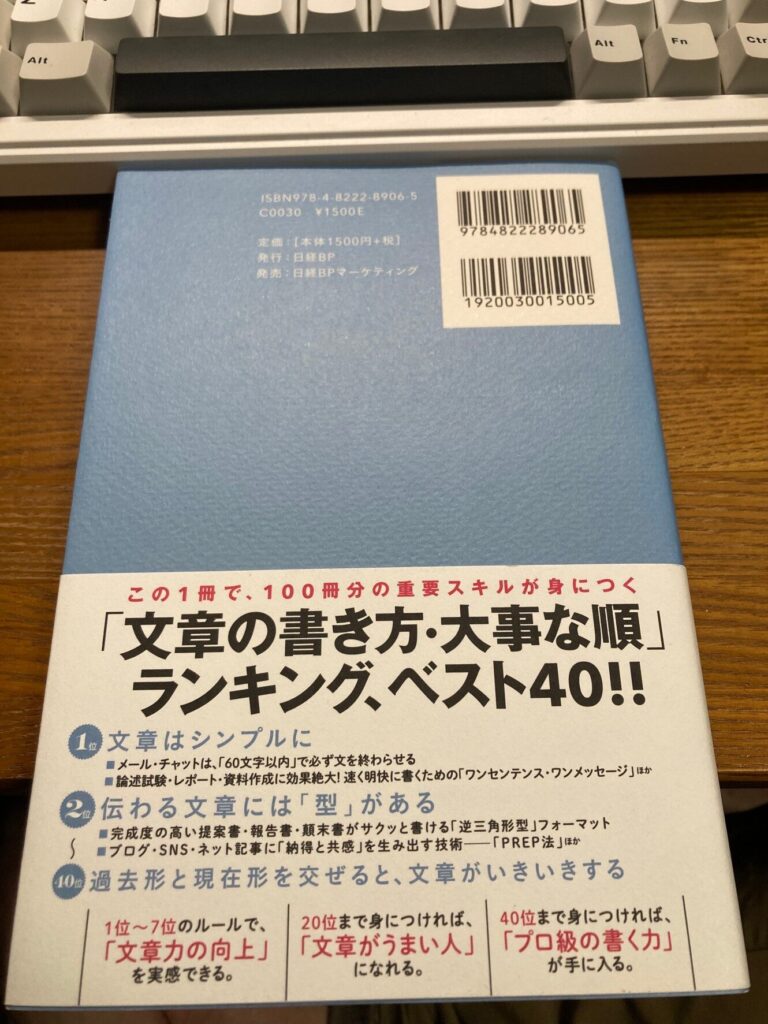 Alt
Alt
Fn
Ctr
ISBN978-4-8222-8906-5
C0030 ¥1500E
定価：[本体1500円+税]
発行：日経BP
発売：日経BPマーケティング
9784822289065
1920030015005
この1冊で、100冊分の重要スキルが身につく
「文章の書き方・大事な順」
ランキング、ベスト40!!
1位 文章はシンプルに
■メール・チャットは、「60文字以内」で必ず文を終わらせる
■論述試験・レポート・資料作成に効果絶大！速く明快に書くための「ワンセンテンス・ワンメッセージ」ほか
2位 伝わる文章には「型」がある
■完成度の高い提案書・報告書・顛末書がサクッと書ける「逆三角形型」フォーマット
■ブログ・SNS・ネット記事に「納得と共感」を生み出す技術――「PREP法」ほか
〜
40位 過去形と現在形を交ぜると、文章がいきいきする
1位〜7位のルールで、
「文章力の向上」
を実感できる。
20位まで身につければ、
「文章がうまい人」
になれる。
40位まで身につければ、
「プロ級の書く力」
が手に入る。